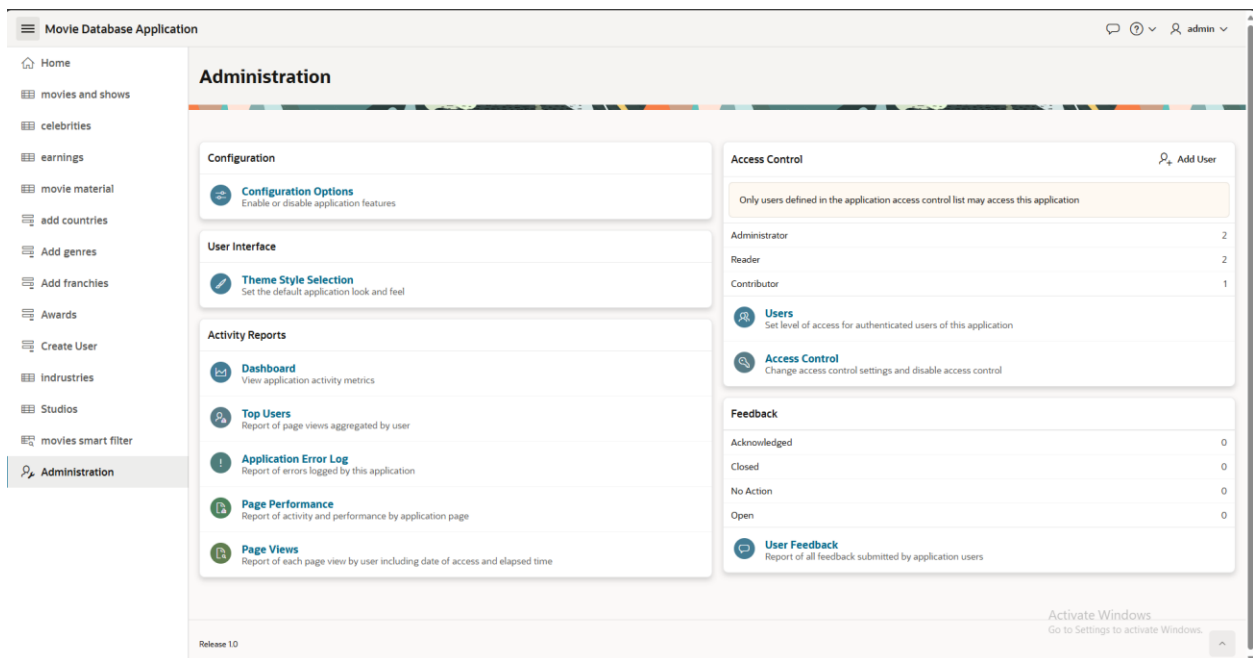 Movie Database Application
admin
Home
movies and shows
celebrities
earnings
movie material
add countries
Add genres
Add franchies
Awards
Create User
indrustries
Studios
movies smart filter
Administration
Administration
Configuration
Configuration Options
Enable or disable application features
User Interface
Theme Style Selection
Set the default application look and feel
Activity Reports
Dashboard
View application activity metrics
Top Users
Report of page views aggregated by user
Application Error Log
Report of errors logged by this application
Page Performance
Report of activity and performance by application page
Page Views
Report of each page view by user including date of access and elapsed time
Access Control
Add User
Only users defined in the application access control list may access this application
Administrator 2
Reader 2
Contributor 1
Users
Set level of access for authenticated users of this application
Access Control
Change access control settings and disable access control
Feedback
Acknowledged 0
Closed 0
No Action 0
Open 0
User Feedback
Report of all feedback submitted by application users
Activate Windows
Go to Settings to activate Windows.
Release 1.0